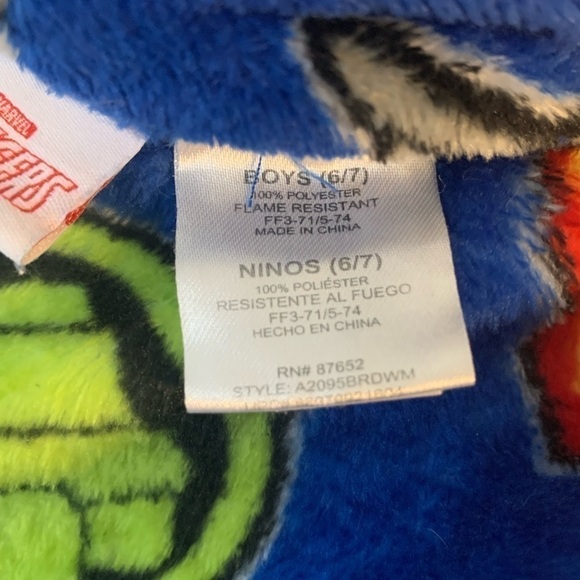 MARVEL
BOYS (6/7)
100% POLYESTER
FLAME RESISTANT
FF3-71/5-74
MADE IN CHINA
NINOS (6/7)
100% POLIÉSTER
RESISTENTE AL FUEGO
FF3-71/5-74
HECHO EN CHINA
RN# 87652
STYLE: A2095BRDWM